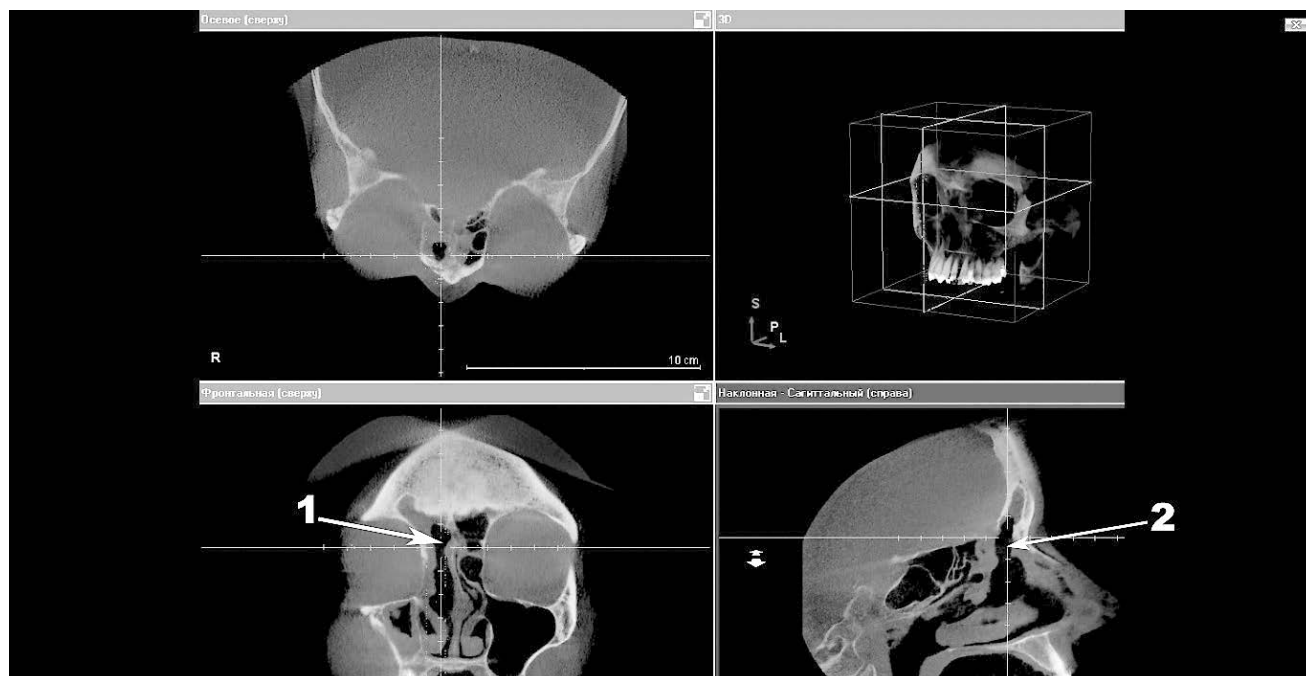 Осевое (сверху)
3D
S
P
L
R
10 cm
Фронтальная (сверху)
Наклонная - Сагиттальный (справа)
1
2